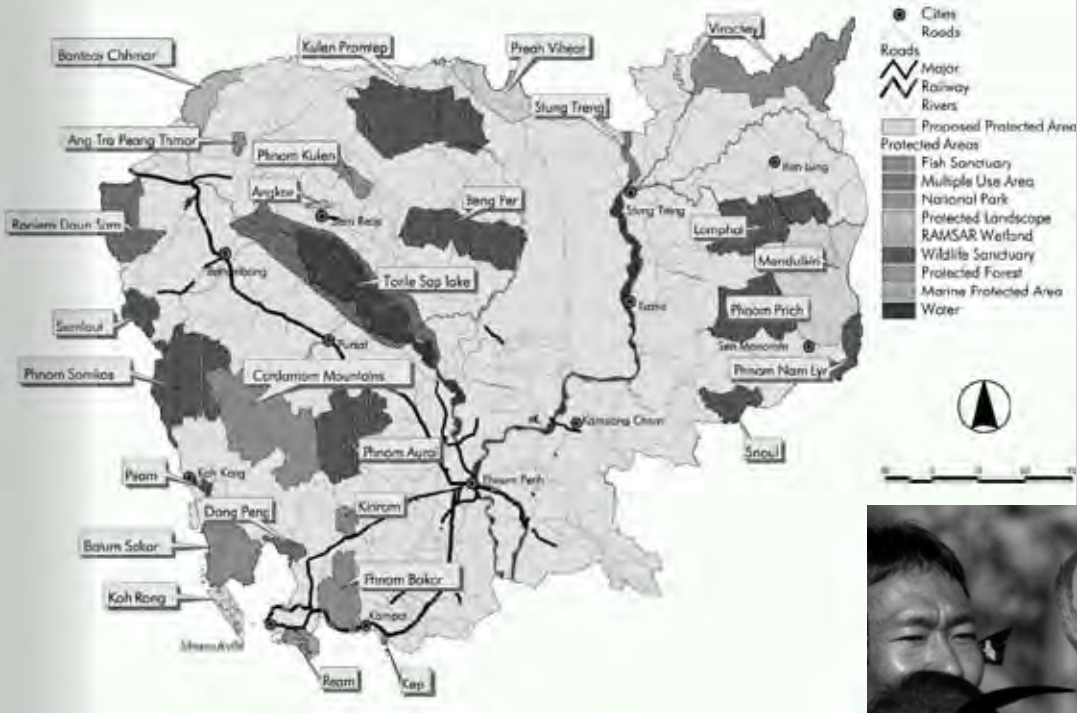 Virachey
Kulen Promtep
Preah Vihear
Banteay Chhmar
Stung Treng
Ang Tra Peang Thmor
Phnom Kulen
Ban Lung
Angkor
Siem Reap
Beng Per
Stung Treng
Roniem Daun Sam
Lomphat
Mondulkiri
Tonle Sap lake
Battambang
Phnom Prich
Kratie
Samlaut
Pursat
Sen Monorom
Phnom Nam Lyr
Phnom Samkos
Cardamom Mountains
Kampong Cham
Snoul
Phnom Aural
Koh Kong
Peam
Phnom Penh
Dong Peng
Kirirom
Botum Sakor
Phnom Bokor
Koh Rong
Kampot
Sihanoukville
Ream
Kep
Cities
Roads
Roads
Major
Railway
Rivers
Proposed Protected Area
Protected Areas
Fish Sanctuary
Multiple Use Area
National Park
Protected Landscape
RAMSAR Wetland
Wildlife Sanctuary
Protected Forest
Marine Protected Area
Water